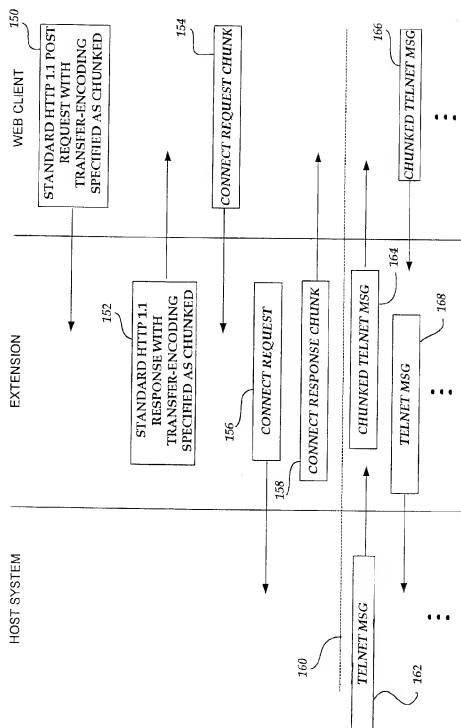 HOST SYSTEM
EXTENSION
WEB CLIENT
150
STANDARD HTTP 1.1 POST
REQUEST WITH
TRANSFER-ENCODING
SPECIFIED AS CHUNKED
152
STANDARD HTTP 1.1
RESPONSE WITH
TRANSFER-ENCODING
SPECIFIED AS CHUNKED
154
CONNECT REQUEST CHUNK
156
CONNECT REQUEST
158
CONNECT RESPONSE CHUNK
160
TELNET MSG
162
CHUNKED TELNET MSG
164
CHUNKED TELNET MSG
166
TELNET MSG
168